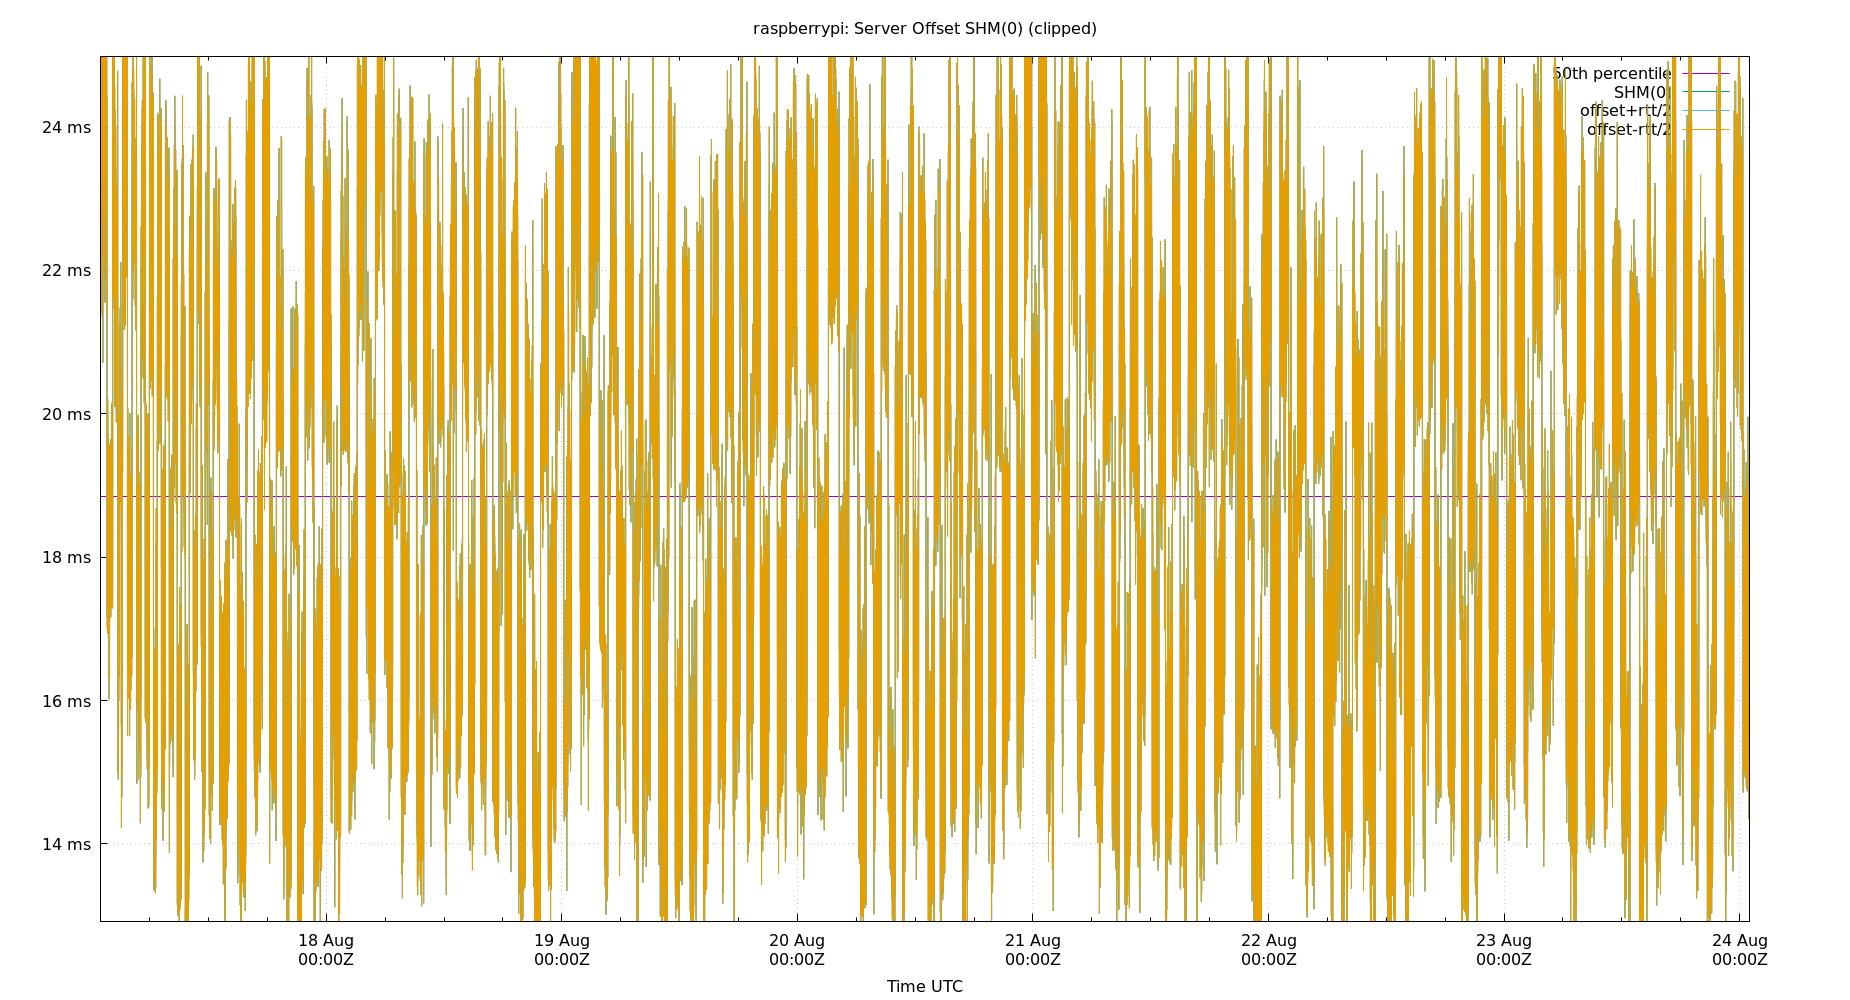 raspberrypi: Server Offset SHM(0) (clipped)
50th percentile
SHM(0)
offset+rtt/2
offset-rtt/2
24 ms
22 ms
20 ms
18 ms
16 ms
14 ms
18 Aug
00:00Z
19 Aug
00:00Z
20 Aug
00:00Z
21 Aug
00:00Z
22 Aug
00:00Z
23 Aug
00:00Z
24 Aug
00:00Z
Time UTC